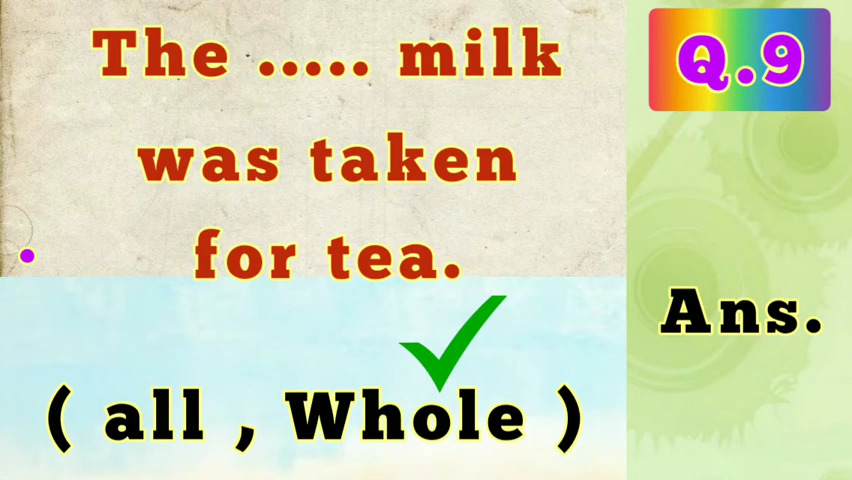 The ..... milk
was taken
for tea.
( all , Whole )
Q.9
Ans.